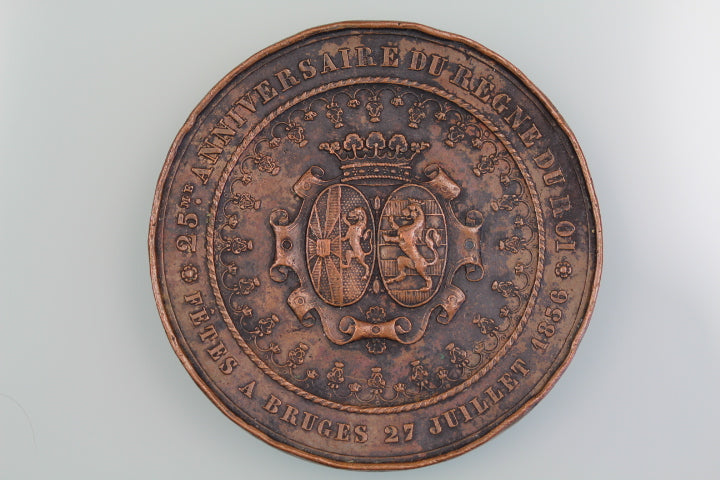 25ME. ANNIVERSAIRE DU RÈGNE DU ROI
FÊTES A BRUGES 27 JUILLET 1856